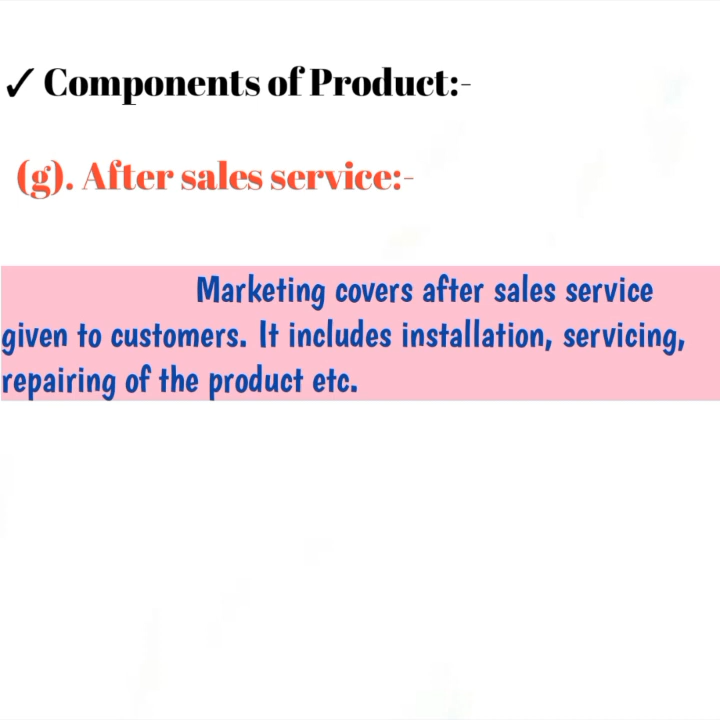 ✓ Components of Product:-
(g). After sales service:-
Marketing covers after sales service
given to customers. It includes installation, servicing,
repairing of the product etc.